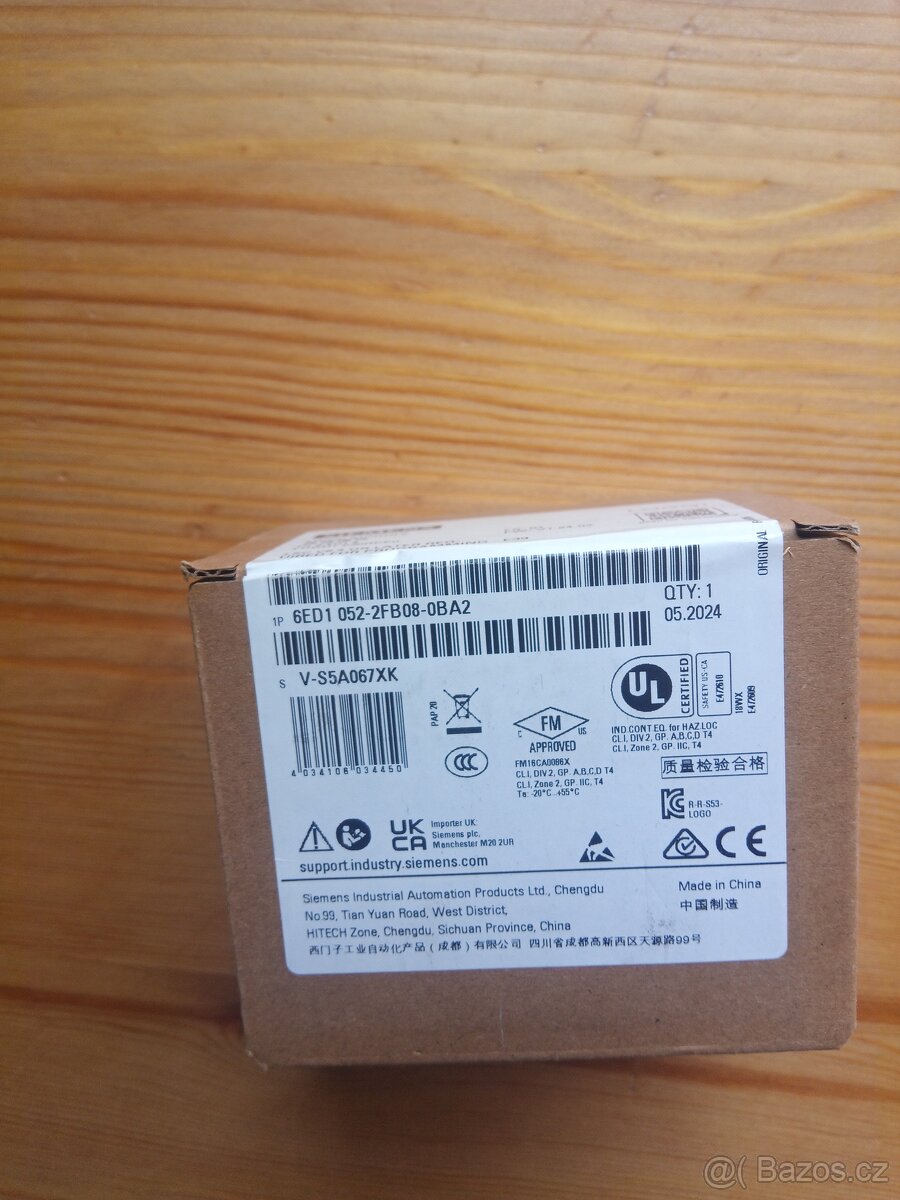 ORIGINAL
1P 6ED1 052-2FB08-0BA2
QTY: 1
05.2024
S V-S5A067XK
4 034106 034450
PAP 20
C FM US
APPROVED
FM16CA0086X
CL I, DIV 2, GP. A,B,C,D T4
CL I, Zone 2, GP. IIC, T4
Ta: -20°C...+55°C
UL
CERTIFIED
SAFETY US-CA
E472610
18WX
E472609
IND.CONT.EQ. for HAZ.LOC
CL I, DIV 2, GP. A,B,C,D T4
CL I, Zone 2, GP. IIC, T4
质量检验合格
R-R-S53-
LOGO
UK
CA
Importer UK:
Siemens plc,
Manchester M20 2UR
CE
support.industry.siemens.com
Siemens Industrial Automation Products Ltd., Chengdu
No.99, Tian Yuan Road, West District,
HITECH Zone, Chengdu, Sichuan Province, China
西门子工业自动化产品（成都）有限公司 四川省成都高新西区天源路99号
Made in China
中国制造
@( Bazos.cz